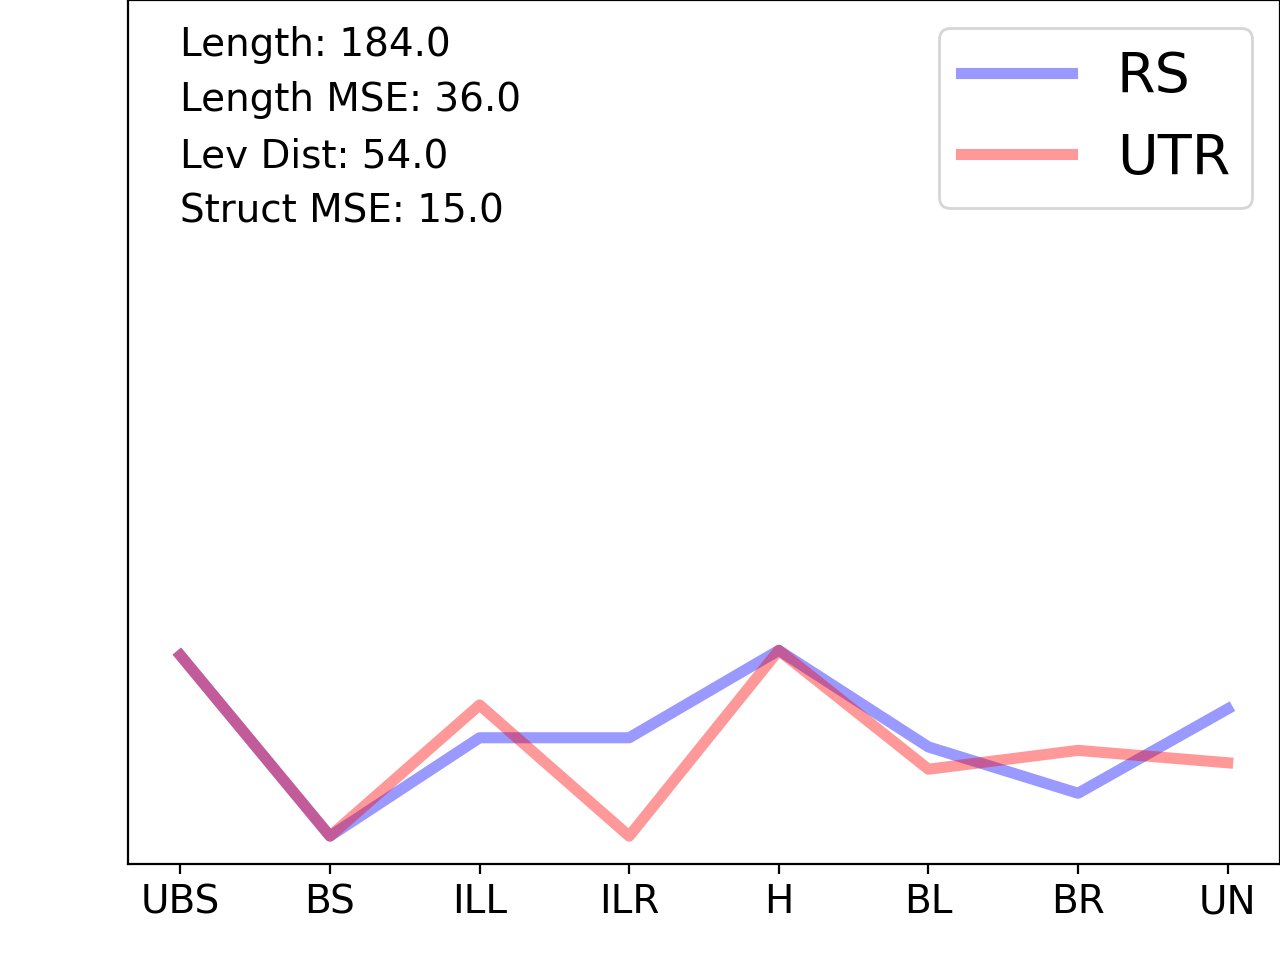 Length: 184.0
Length MSE: 36.0
Lev Dist: 54.0
Struct MSE: 15.0
RS
UTR
UBS BS ILL ILR H BL BR UN